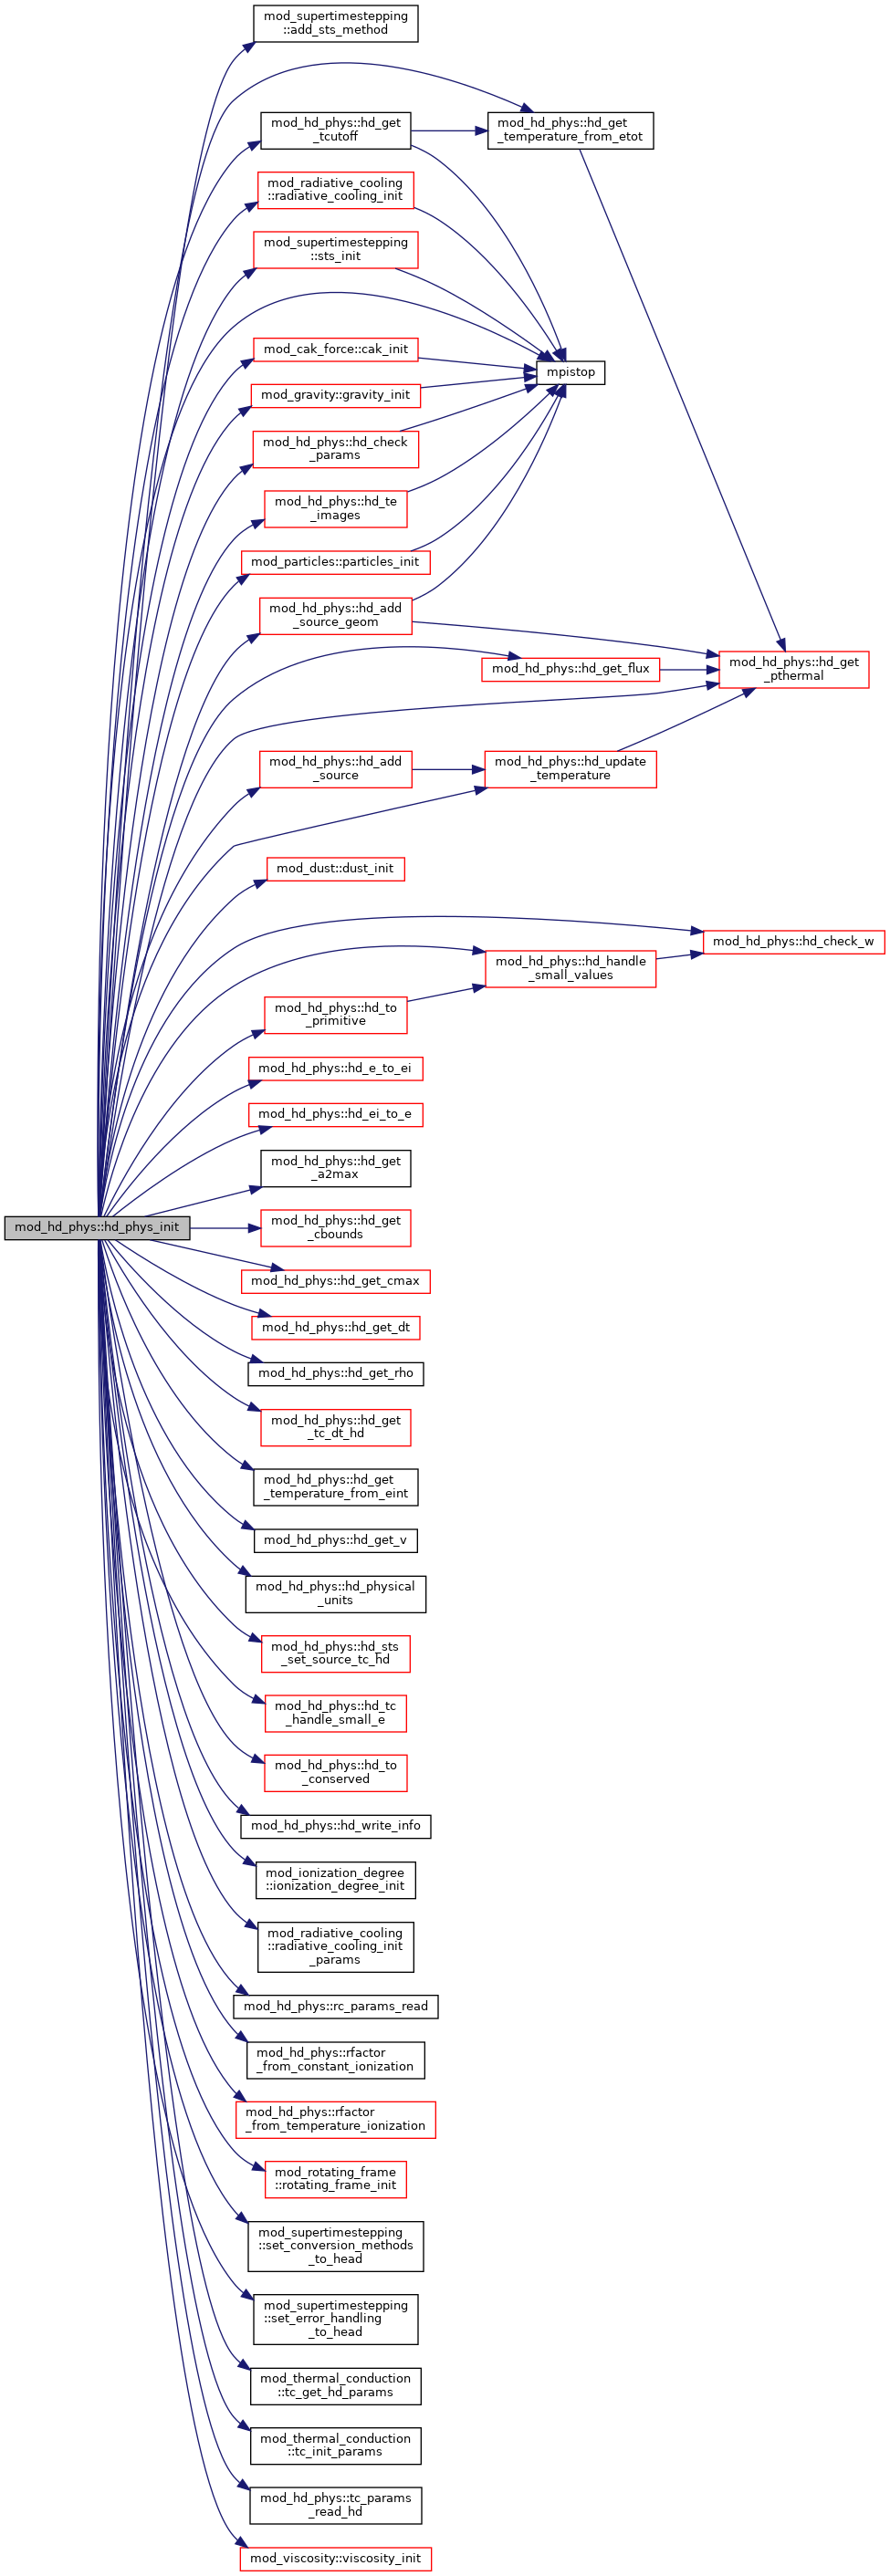 mod_supertimestepping
::add_sts_method
mod_hd_phys::hd_get
_tcutoff
mod_hd_phys::hd_get
_temperature_from_etot
mod_radiative_cooling
::radiative_cooling_init
mod_supertimestepping
::sts_init
mod_cak_force::cak_init
mpistop
mod_gravity::gravity_init
mod_hd_phys::hd_check
_params
mod_hd_phys::hd_te
_images
mod_particles::particles_init
mod_hd_phys::hd_add
_source_geom
mod_hd_phys::hd_get_flux
mod_hd_phys::hd_get
_pthermal
mod_hd_phys::hd_add
_source
mod_hd_phys::hd_update
_temperature
mod_dust::dust_init
mod_hd_phys::hd_check_w
mod_hd_phys::hd_handle
_small_values
mod_hd_phys::hd_to
_primitive
mod_hd_phys::hd_e_to_ei
mod_hd_phys::hd_ei_to_e
mod_hd_phys::hd_get
_a2max
mod_hd_phys::hd_phys_init
mod_hd_phys::hd_get
_cbounds
mod_hd_phys::hd_get_cmax
mod_hd_phys::hd_get_dt
mod_hd_phys::hd_get_rho
mod_hd_phys::hd_get
_tc_dt_hd
mod_hd_phys::hd_get
_temperature_from_eint
mod_hd_phys::hd_get_v
mod_hd_phys::hd_physical
_units
mod_hd_phys::hd_sts
_set_source_tc_hd
mod_hd_phys::hd_tc
_handle_small_e
mod_hd_phys::hd_to
_conserved
mod_hd_phys::hd_write_info
mod_ionization_degree
::ionization_degree_init
mod_radiative_cooling
::radiative_cooling_init
_params
mod_hd_phys::rc_params_read
mod_hd_phys::rfactor
_from_constant_ionization
mod_hd_phys::rfactor
_from_temperature_ionization
mod_rotating_frame
::rotating_frame_init
mod_supertimestepping
::set_conversion_methods
_to_head
mod_supertimestepping
::set_error_handling
_to_head
mod_thermal_conduction
::tc_get_hd_params
mod_thermal_conduction
::tc_init_params
mod_hd_phys::tc_params
_read_hd
mod_viscosity::viscosity_init